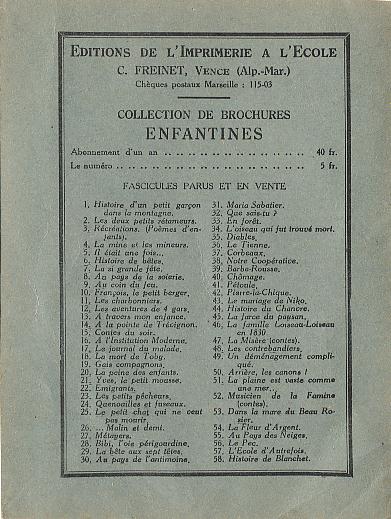 EDITIONS DE L'IMPRIMERIE A L'ECOLE
C. FREINET, VENCE (Alp.-Mar.)
Chèques postaux Marseille : 115-03
COLLECTION DE BROCHURES
ENFANTINES
Abonnement d'un an .. .. .. .. .. .. .. .. .. .. .. 40 fr.
Le numéro .. .. .. .. .. .. .. .. .. .. .. .. .. .. 5 fr.
FASCICULES PARUS ET EN VENTE
1. Histoire d'un petit garçon
dans la montagne.
2. Les deux petits rétameurs.
3. Récréations. (Poèmes d'en-
fants).
4. La mine et les mineurs.
5. Il était une fois...
6. Histoire de bêtes.
7. La si grande fête.
8. Au pays de la soierie.
9. Au coin du feu.
10. François, le petit berger.
11. Les charbonniers.
12. Les aventures de 4 gars.
13. A travers mon enfance.
14. A la pointe de Trévignon.
15. Contes du soir.
16. A l'Institution Moderne.
17. Le journal du malade.
18. La mort de Toby.
19. Gais compagnons.
20. La peine des enfants.
21. Yves, le petit mousse.
22. Emigrants.
23. Les petits pêcheurs.
24. Quenouilles et fuseaux.
25. Le petit chat qui ne veut
pas mourir.
26. ... Malin et demi.
27. Métayers.
28. Bibi, l'oie périgourdine.
29. La bête aux sept têtes.
30. Au pays de l'antimoine.
31. Maria Sabatier.
32. Que sais-tu ?
33. En forêt.
34. L'oiseau qui fut trouvé mort.
35. Diables.
36. Le Tienne.
37. Corbeaux.
38. Notre Coopérative.
39. Barbe-Rousse.
40. Chômage.
41. Pétoule.
42. Pierre-la-Chique.
43. Le mariage de Niko.
44. Histoire du Chanvre.
45. La farce du paysan.
46. La famille Loiseau-Loiseau
en 1830
47. La Misère (contes).
48. Les contrebandiers.
49. Un déménagement compli-
qué.
50. Arrière, les canons !
51. La plaine est vaste comme
une mer...
52. Musicien de la Famine
(contes).
53. Dans la mare du Beau Ro-
sier.
54. La Fleur d'Argent.
55. Au Pays des Neiges.
56. Le Pec.
57. L'Ecole d'Autrefois.
58. Histoire de Blanchet.